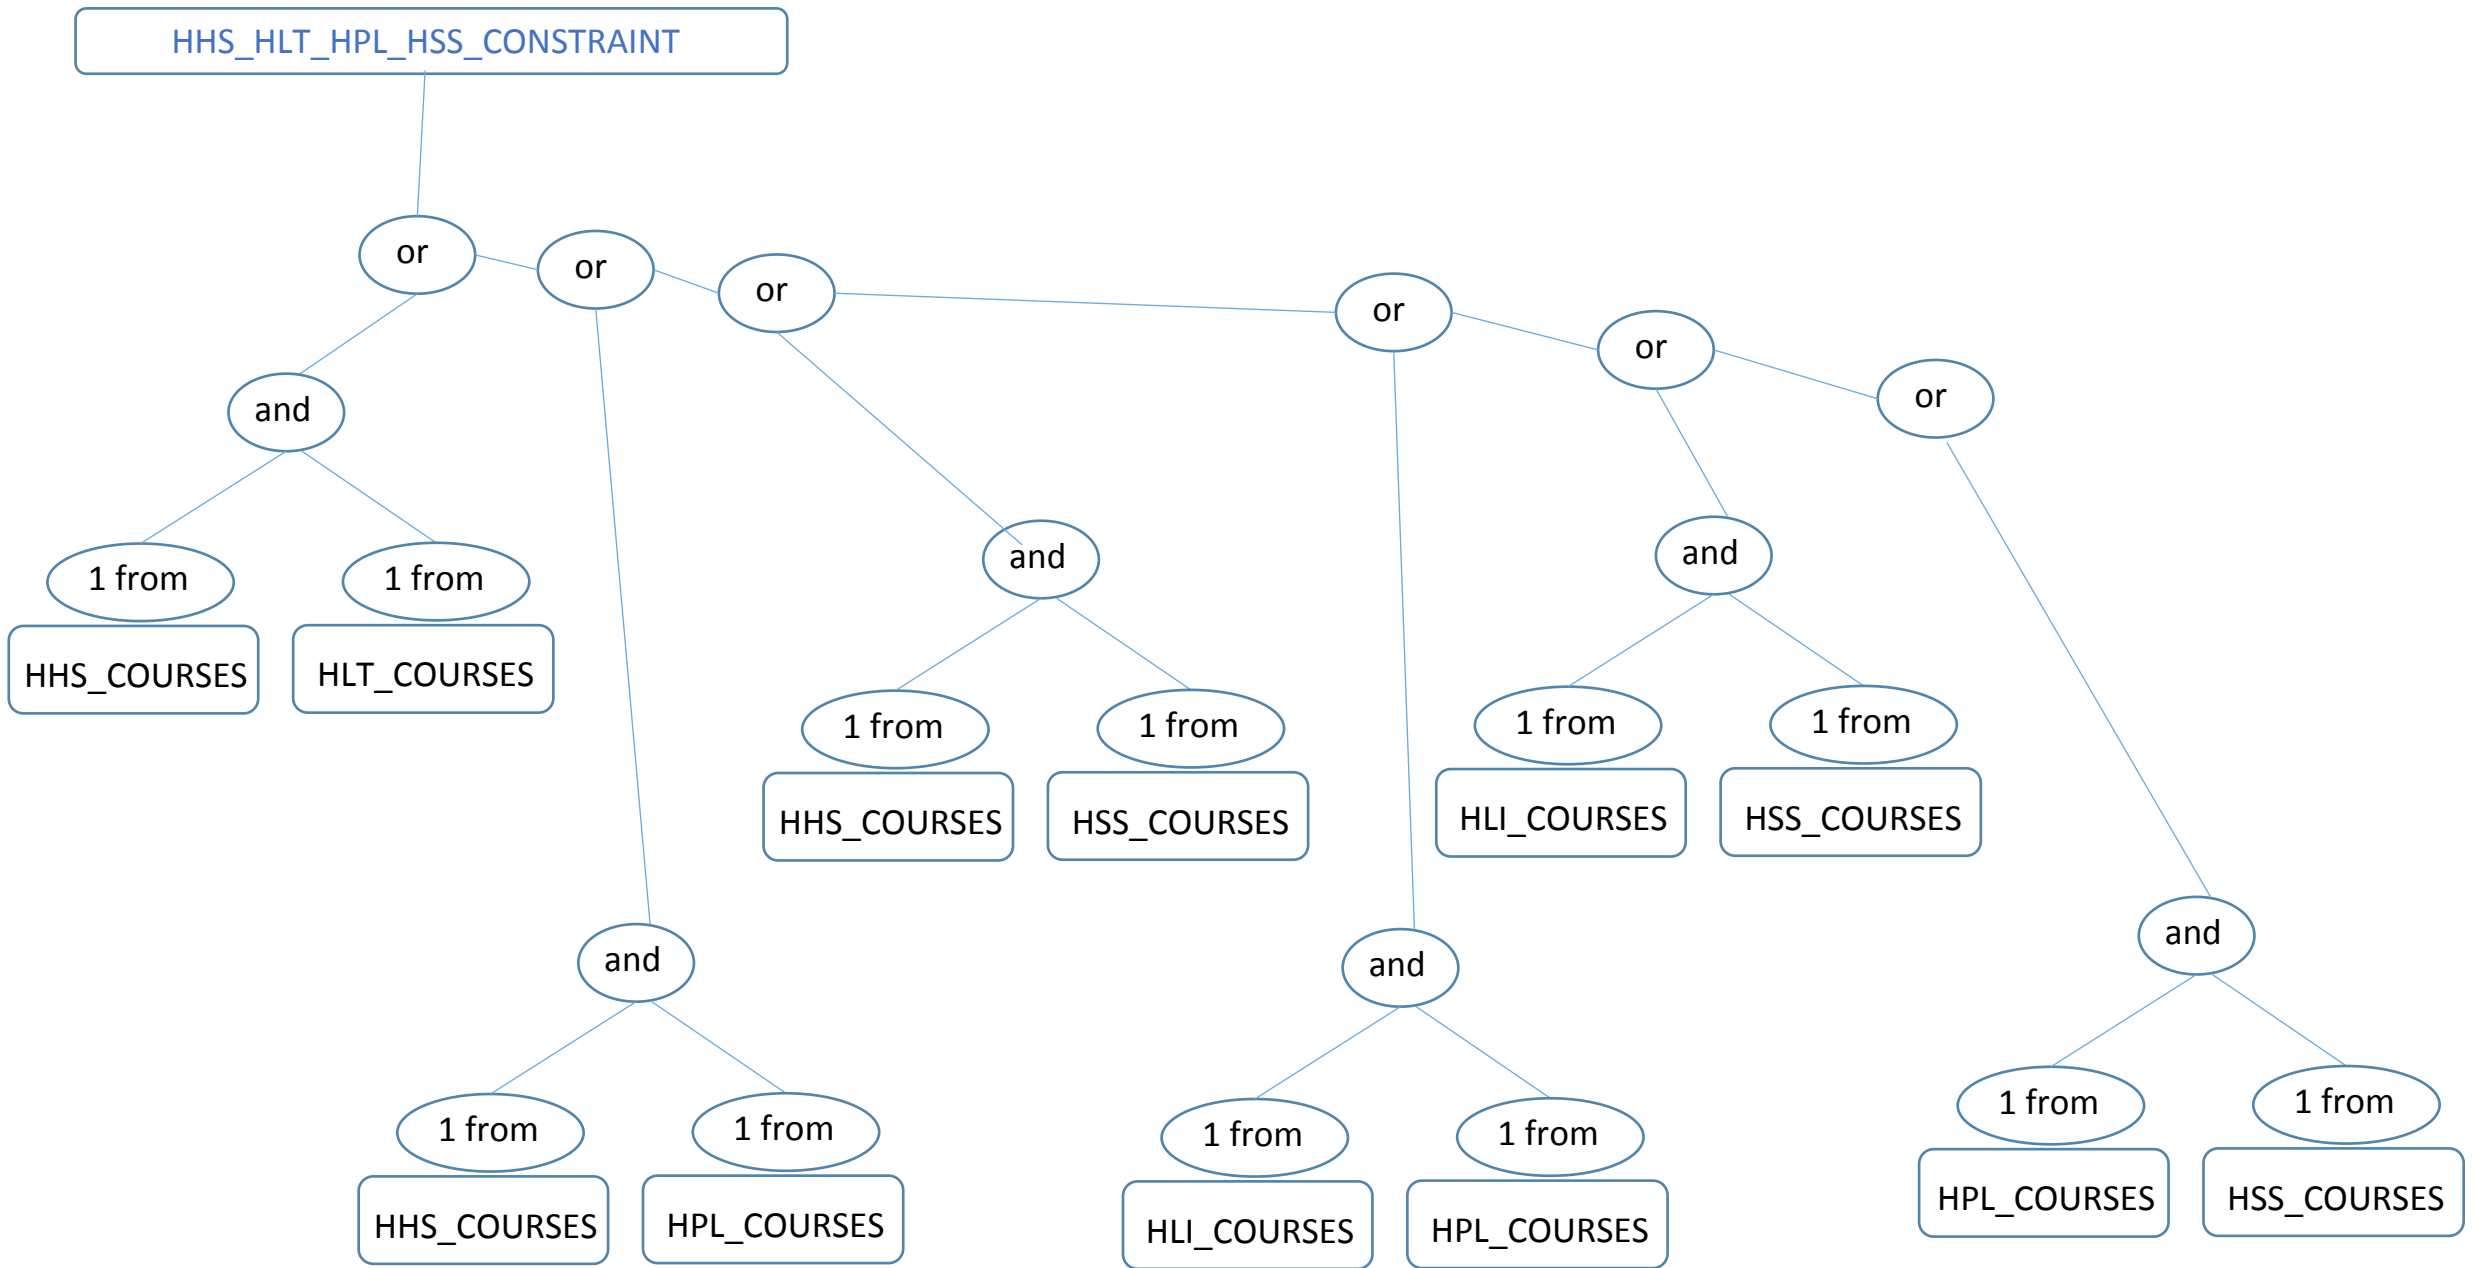 HHS_HLT_HPL_HSS_CONSTRAINT
or
or
or
or
or
or
and
and
and
1 from
1 from
HHS_COURSES
HLT_COURSES
1 from
1 from
1 from
1 from
HHS_COURSES
HSS_COURSES
HLI_COURSES
HSS_COURSES
and
and
and
1 from
1 from
1 from
1 from
1 from
1 from
HHS_COURSES
HPL_COURSES
HLI_COURSES
HPL_COURSES
HPL_COURSES
HSS_COURSES